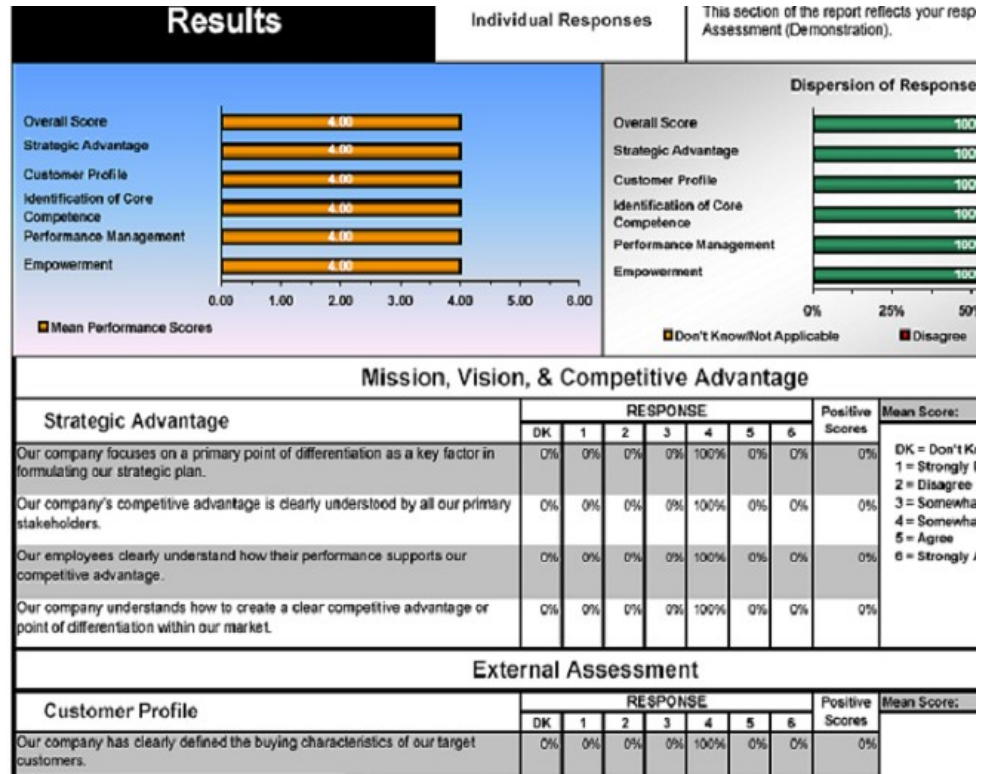 Results
Individual Responses
This section of the report reflects your resp
Assessment (Demonstration).
Overall Score
4.00
Strategic Advantage
4.00
Customer Profile
4.00
Identification of Core
Competence
4.00
Performance Management
4.00
Empowerment
4.00
0.00 1.00 2.00 3.00 4.00 5.00 6.00
Mean Performance Scores
Dispersion of Response
Overall Score
100
Strategic Advantage
100
Customer Profile
100
Identification of Core
Competence
100
Performance Management
100
Empowerment
100
0% 25% 50%
Don't Know/Not Applicable Disagree
Mission, Vision, & Competitive Advantage
Strategic Advantage
RESPONSE
DK 1 2 3 4 5 6
Positive
Scores
Mean Score:
Our company focuses on a primary point of differentiation as a key factor in
formulating our strategic plan.
0% 0% 0% 0% 100% 0% 0% 0%
Our company's competitive advantage is clearly understood by all our primary
stakeholders.
0% 0% 0% 0% 100% 0% 0% 0%
Our employees clearly understand how their performance supports our
competitive advantage.
0% 0% 0% 0% 100% 0% 0% 0%
Our company understands how to create a clear competitive advantage or
point of differentiation within our market.
0% 0% 0% 0% 100% 0% 0% 0%
DK = Don't K
1 = Strongly
2 = Disagree
3 = Somewha
4 = Somewha
5 = Agree
6 = Strongly
External Assessment
Customer Profile
RESPONSE
DK 1 2 3 4 5 6
Positive
Scores
Mean Score:
Our company has clearly defined the buying characteristics of our target
customers.
0% 0% 0% 0% 100% 0% 0% 0%